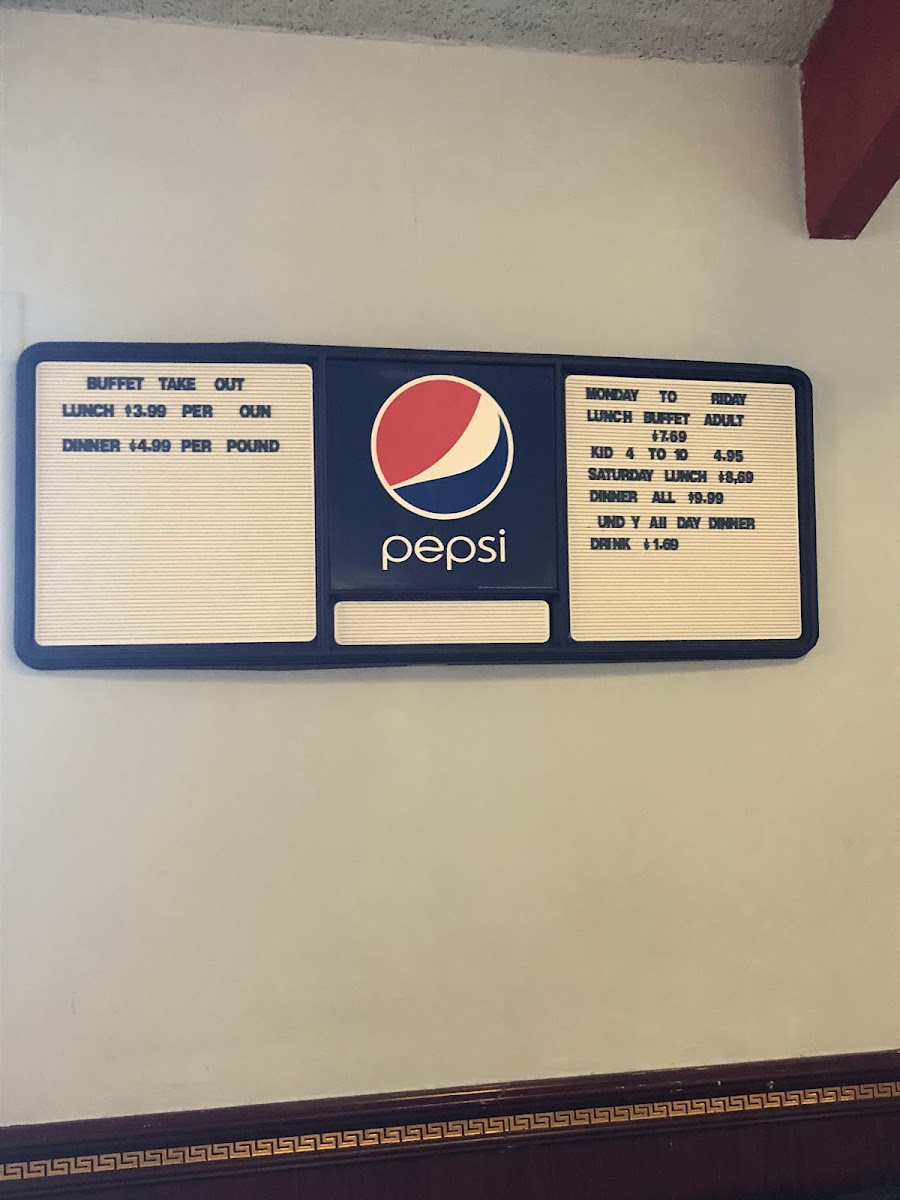 BUFFET TAKE OUT
LUNCH $3.99 PER OUN
DINNER $4.99 PER POUND
pepsi
MONDAY TO RIDAY
LUNCH BUFFET ADULT
$7.69
KID 4 TO 10 4.95
SATURDAY LUNCH $8,69
DINNER ALL $9.99
UND Y All DAY DINNER
DRINK $1.69